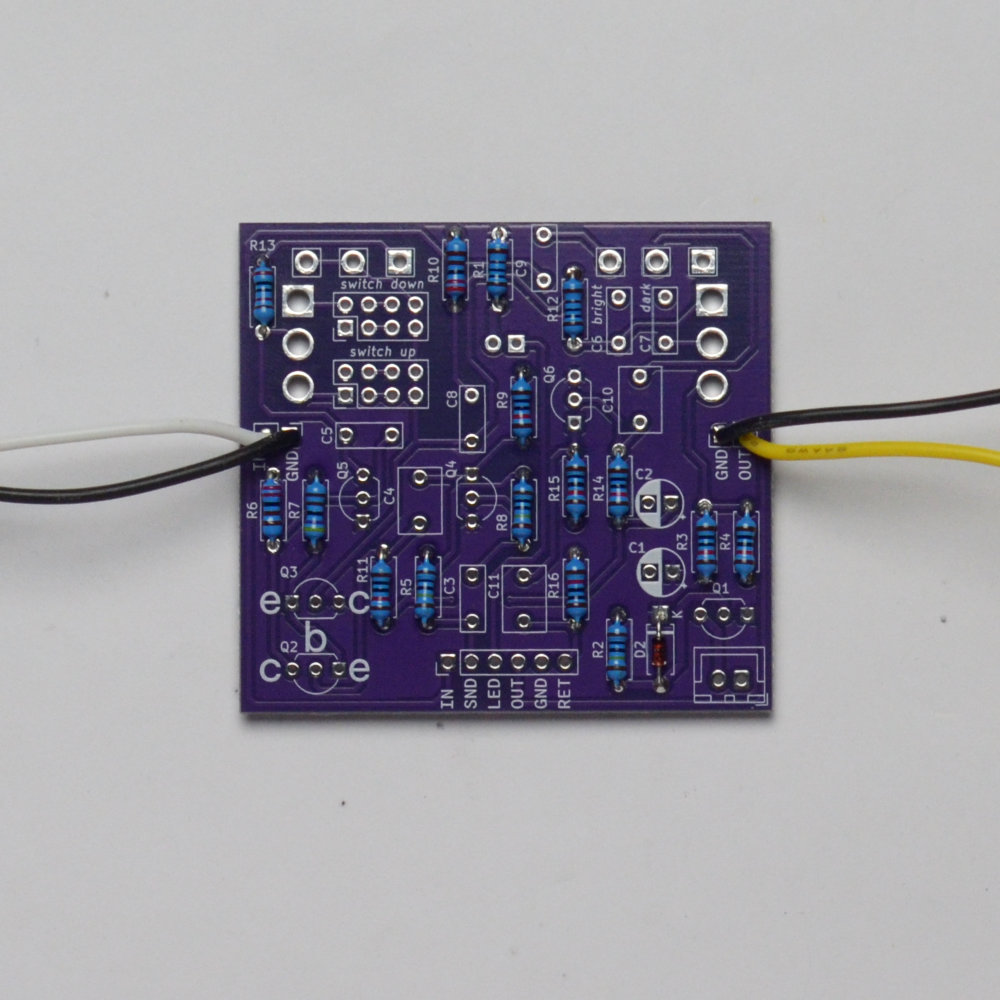 R13
R10
R1
C9
switch down
R12
bright
dark
C6
C7
switch up
R9
Q6
C10
C8
C5
GND
GND
OUT
Q5
C4
Q4
R6
R7
R8
R15
R14
C2
+
R3
R4
R11
R5
C3
C11
R16
C1
+
Q3
e
c
b
Q2
c
e
Q1
K
R2
D2
IN
SND
LED
OUT
GND
RET